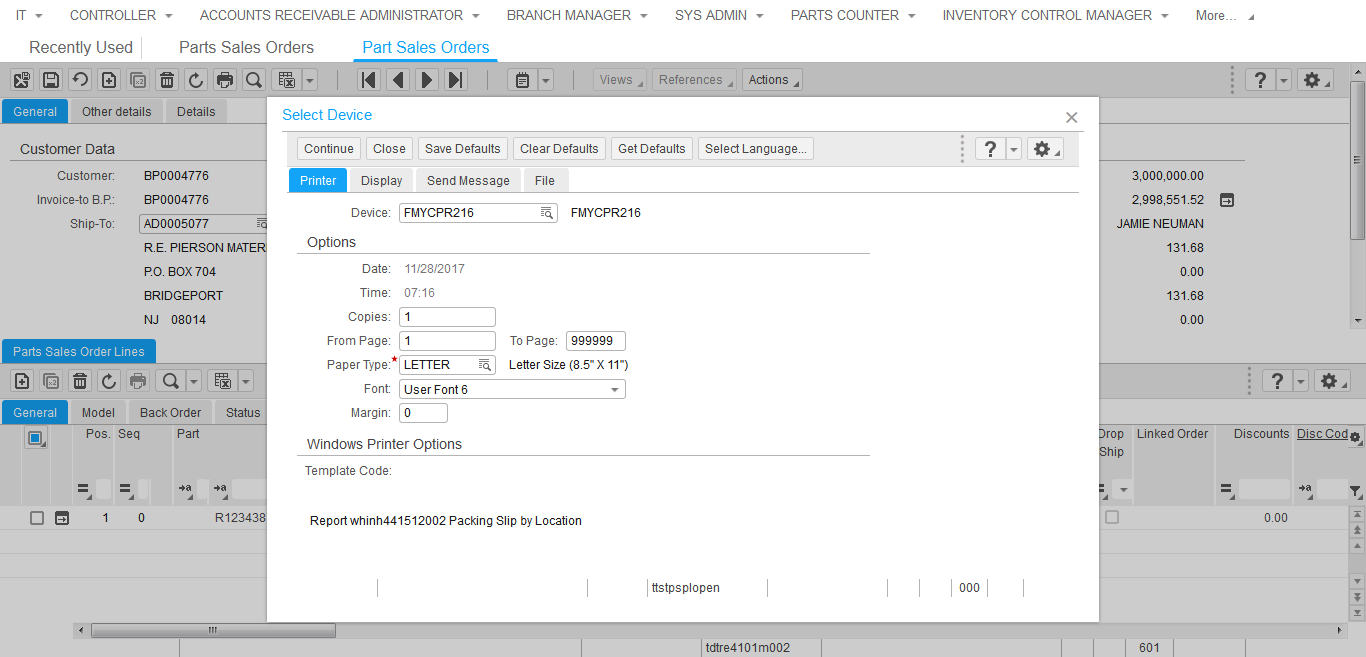 IT CONTROLLER ACCOUNTS RECEIVABLE ADMINISTRATOR BRANCH MANAGER SYS ADMIN PARTS COUNTER INVENTORY CONTROL MANAGER More...
Recently Used Parts Sales Orders Part Sales Orders
Views References Actions ?
General Other details Details
Customer Data
Customer: BP0004776 3,000,000.00
Invoice-to B.P.: BP0004776 2,998,551.52
Ship-To: AD0005077 JAMIE NEUMAN
R.E. PIERSON MATER 131.68
P.O. BOX 704 0.00
BRIDGEPORT 131.68
NJ 08014 0.00
Select Device
Continue Close Save Defaults Clear Defaults Get Defaults Select Language... ?
Printer Display Send Message File
Device: FMYCPR216 FMYCPR216
Options
Date: 11/28/2017
Time: 07:16
Copies: 1
From Page: 1 To Page: 999999
Paper Type:* LETTER Letter Size (8.5" X 11")
Font: User Font 6
Margin: 0
Windows Printer Options
Template Code:
Report whinh441512002 Packing Slip by Location
ttstpsplopen 000
Parts Sales Order Lines
?
General Model Back Order Status
Pos. Seq Part Drop Ship Linked Order Discounts Disc Cod
1 0 R123438 0.00
tdtre4101m002 601